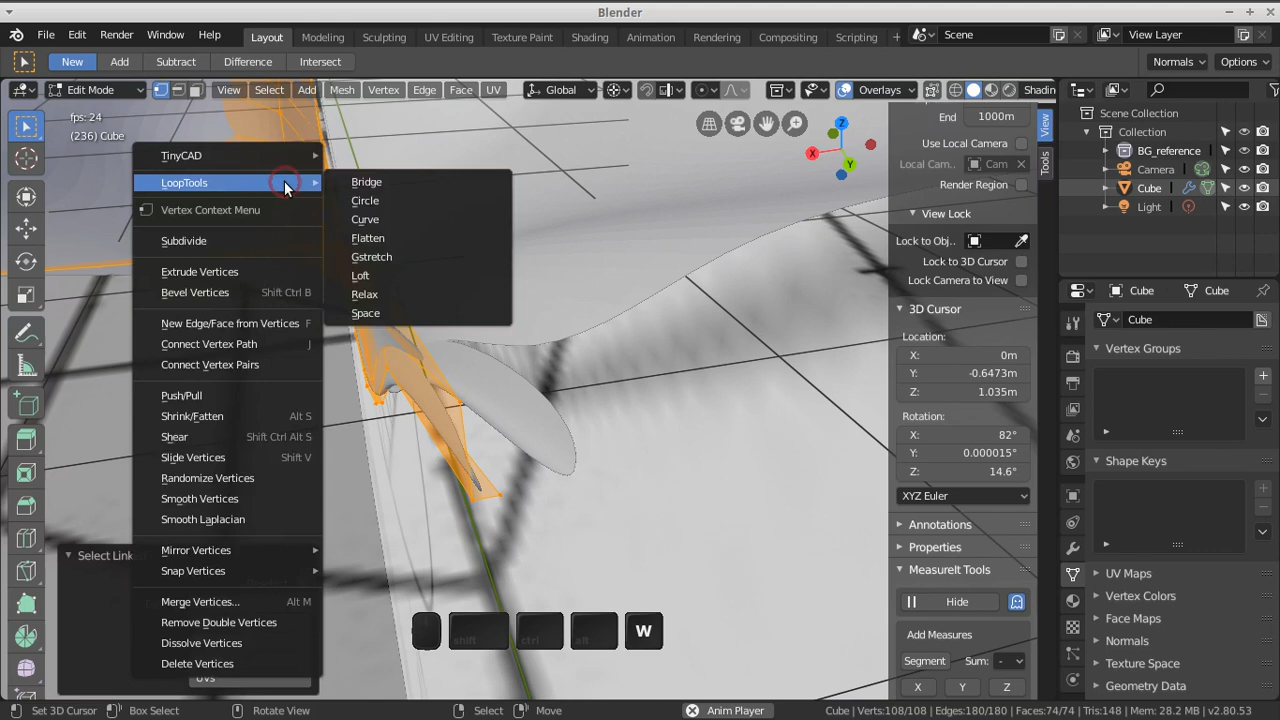 Blender
File Edit Render Window Help
Layout Modeling Sculpting UV Editing Texture Paint Shading Animation Rendering Compositing Scripting
Scene
View Layer
New Add Subtract Difference Intersect
Normals Options
Edit Mode
View Select Add Mesh Vertex Edge Face UV
Global
Overlays
Shadin
fps: 24
(236) Cube
TinyCAD
LoopTools
Vertex Context Menu
Subdivide
Extrude Vertices
Bevel Vertices Shift Ctrl B
New Edge/Face from Vertices F
Connect Vertex Path J
Connect Vertex Pairs
Push/Pull
Shrink/Fatten Alt S
Shear Shift Ctrl Alt S
Slide Vertices Shift V
Randomize Vertices
Smooth Vertices
Smooth Laplacian
Mirror Vertices
Snap Vertices
Merge Vertices... Alt M
Remove Double Vertices
Dissolve Vertices
Delete Vertices
Bridge
Circle
Curve
Flatten
Gstretch
Loft
Relax
Space
Select Link
UVs
shift ctrl alt W
X Y Z
End 1000m
Use Local Camera
Local Cam.. Cam
Render Region
View Lock
Lock to Obj..
Lock to 3D Cursor
Lock Camera to View
3D Cursor
Location:
X: 0m
Y: -0.6473m
Z: 1.035m
Rotation:
X: 82°
Y: 0.000015°
Z: 14.6°
XYZ Euler
Annotations
Properties
MeasureIt Tools
Hide
Add Measures
Segment Sum: -
X Y Z
View
Tools
Scene Collection
Collection
BG_reference
Camera
Cube
Light
Cube Cube
Cube
Vertex Groups
Shape Keys
UV Maps
Vertex Colors
Face Maps
Normals
Texture Space
Geometry Data
Set 3D Cursor Box Select Rotate View Select Move Anim Player Cube | Verts:108/108 | Edges:180/180 | Faces:74/74 | Tris:148 | Mem: 28.2 MB | v2.80.53